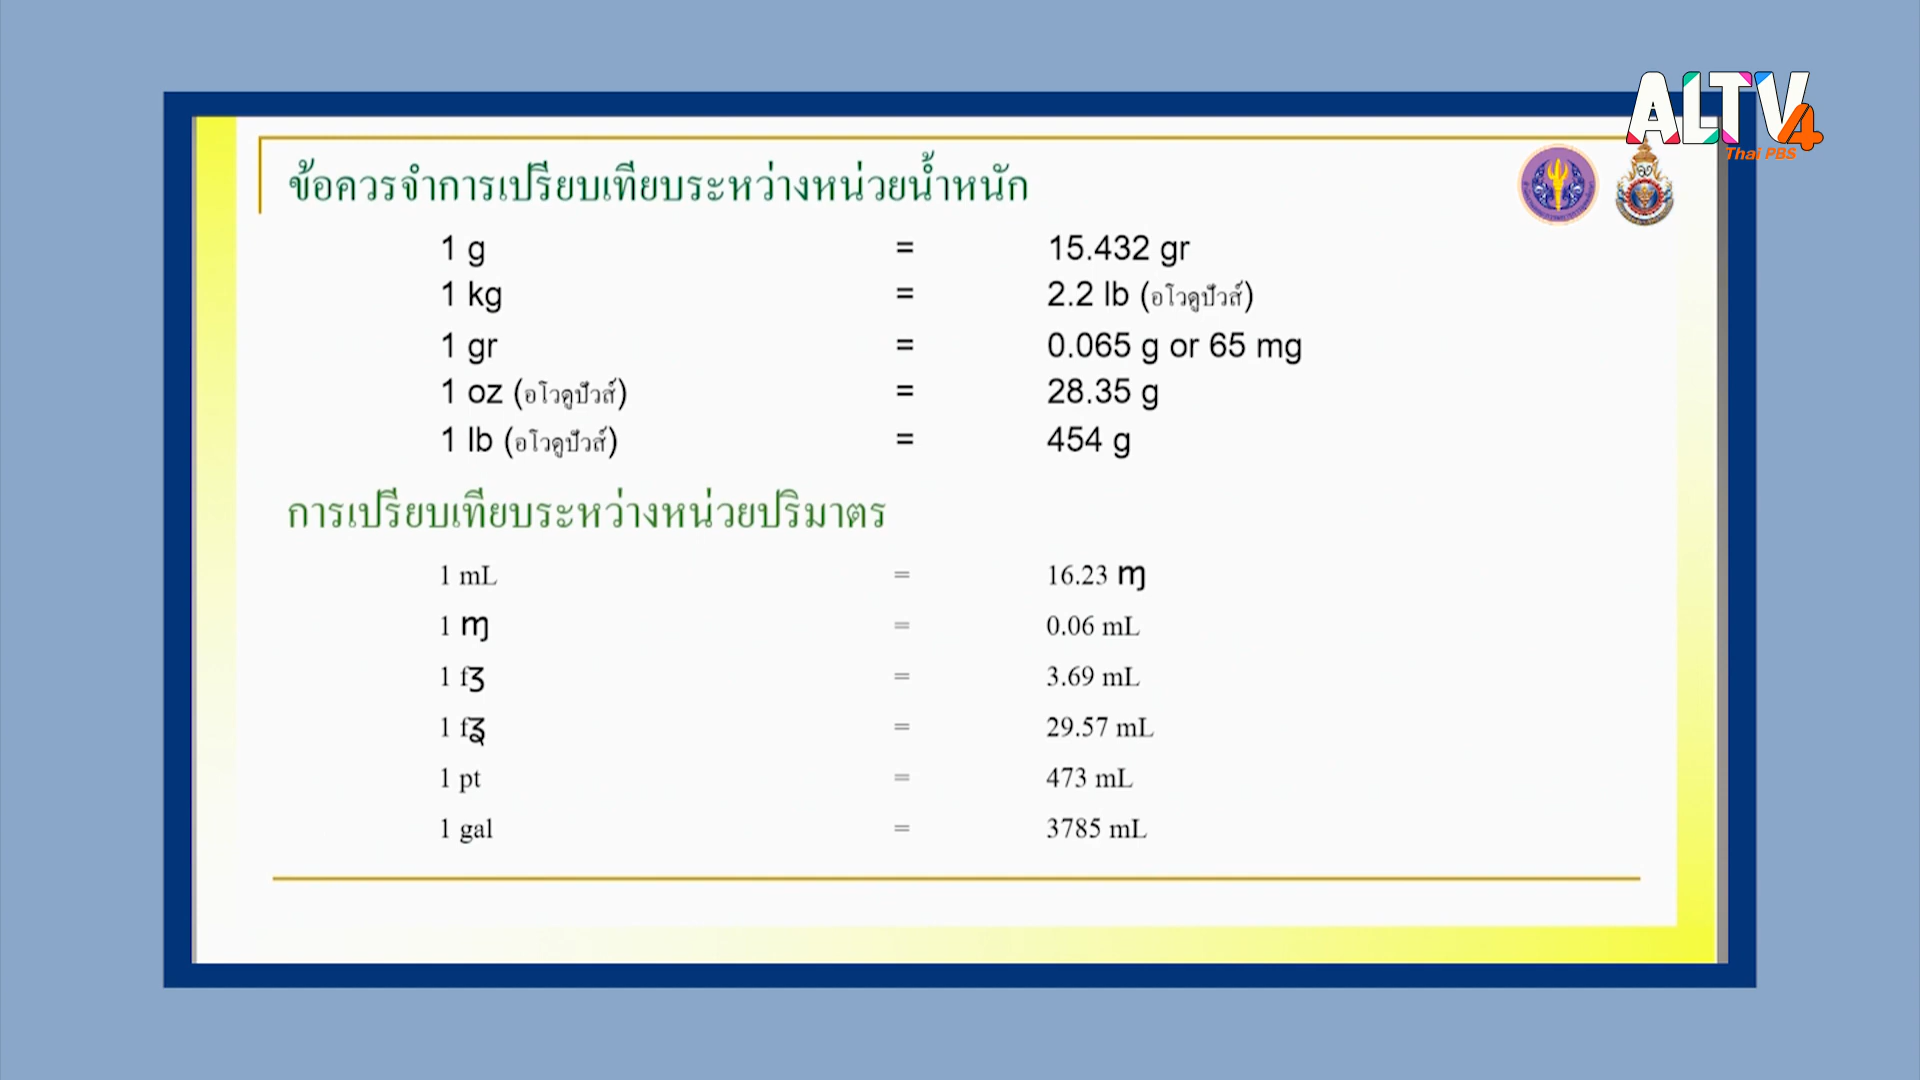 ALTV4
Thai PBS
ข้อควรจำการเปรียบเทียบระหว่างหน่วยน้ำหนัก
1 g = 15.432 gr
1 kg = 2.2 lb (อโวดูปัวส์)
1 gr = 0.065 g or 65 mg
1 oz (อโวดูปัวส์) = 28.35 g
1 lb (อโวดูปัวส์) = 454 g
การเปรียบเทียบระหว่างหน่วยปริมาตร
1 mL = 16.23 ɱ
1 ɱ = 0.06 mL
1 fʒ = 3.69 mL
1 f℥ = 29.57 mL
1 pt = 473 mL
1 gal = 3785 mL